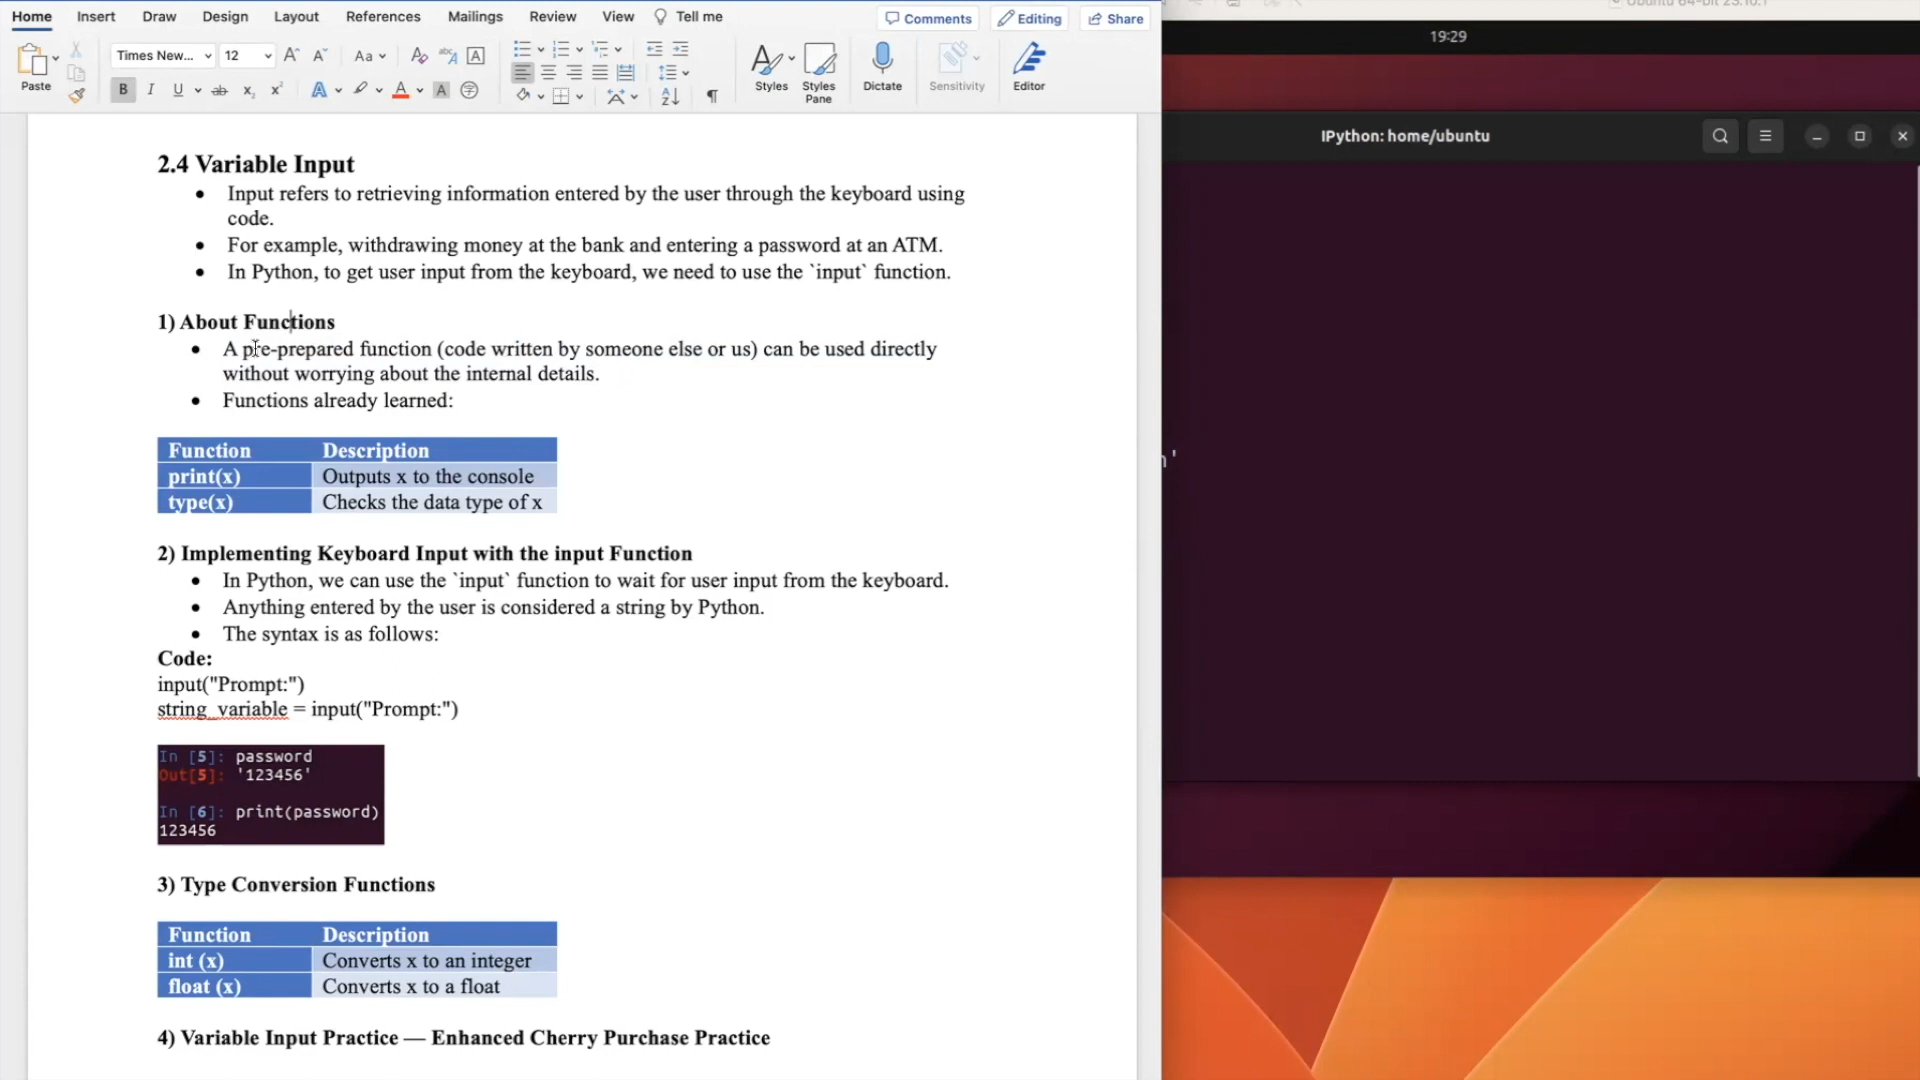 Home Insert Draw Design Layout References Mailings Review View Tell me Comments Editing Share
Times New... 12
Paste Styles Styles Pane Dictate Sensitivity Editor
19:29
IPython: home/ubuntu
2.4 Variable Input
• Input refers to retrieving information entered by the user through the keyboard using
code.
• For example, withdrawing money at the bank and entering a password at an ATM.
• In Python, to get user input from the keyboard, we need to use the `input` function.
1) About Functions
• A pre-prepared function (code written by someone else or us) can be used directly
without worrying about the internal details.
• Functions already learned:
Function Description
print(x) Outputs x to the console
type(x) Checks the data type of x
2) Implementing Keyboard Input with the input Function
• In Python, we can use the `input` function to wait for user input from the keyboard.
• Anything entered by the user is considered a string by Python.
• The syntax is as follows:
Code:
input("Prompt:")
string_variable = input("Prompt:")
In [5]: password
Out[5]: '123456'
In [6]: print(password)
123456
3) Type Conversion Functions
Function Description
int (x) Converts x to an integer
float (x) Converts x to a float
4) Variable Input Practice — Enhanced Cherry Purchase Practice